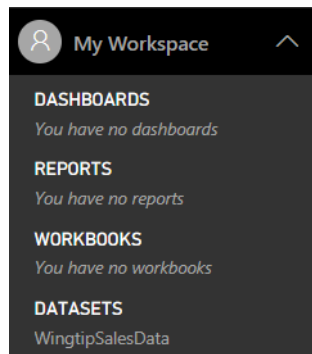 My Workspace
DASHBOARDS
You have no dashboards
REPORTS
You have no reports
WORKBOOKS
You have no workbooks
DATASETS
WingtipSalesData